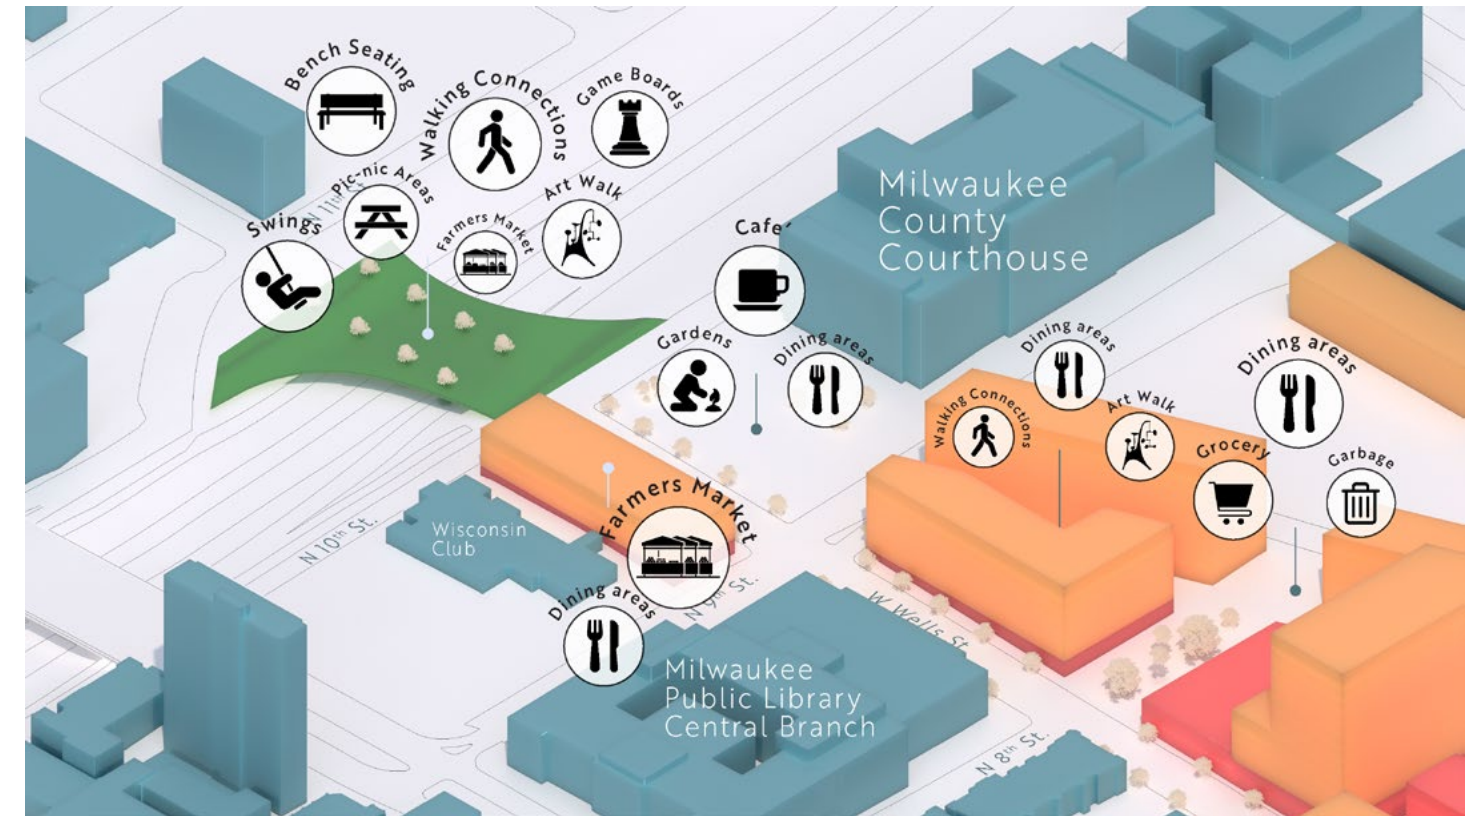 Bench Seating
Walking Connections
Game Boards
Pic-nic Areas
N 11th St.
Swings
Farmers Market
Art Walk
Cafe'
Milwaukee
County
Courthouse
Gardens
Dining areas
Dining areas
Dining areas
Walking Connections
Art Walk
Grocery
Garbage
Farmers Market
Wisconsin
Club
N 10th St.
Dining areas
N 9th St.
W Wells St.
Milwaukee
Public Library
Central Branch
N 8th St.